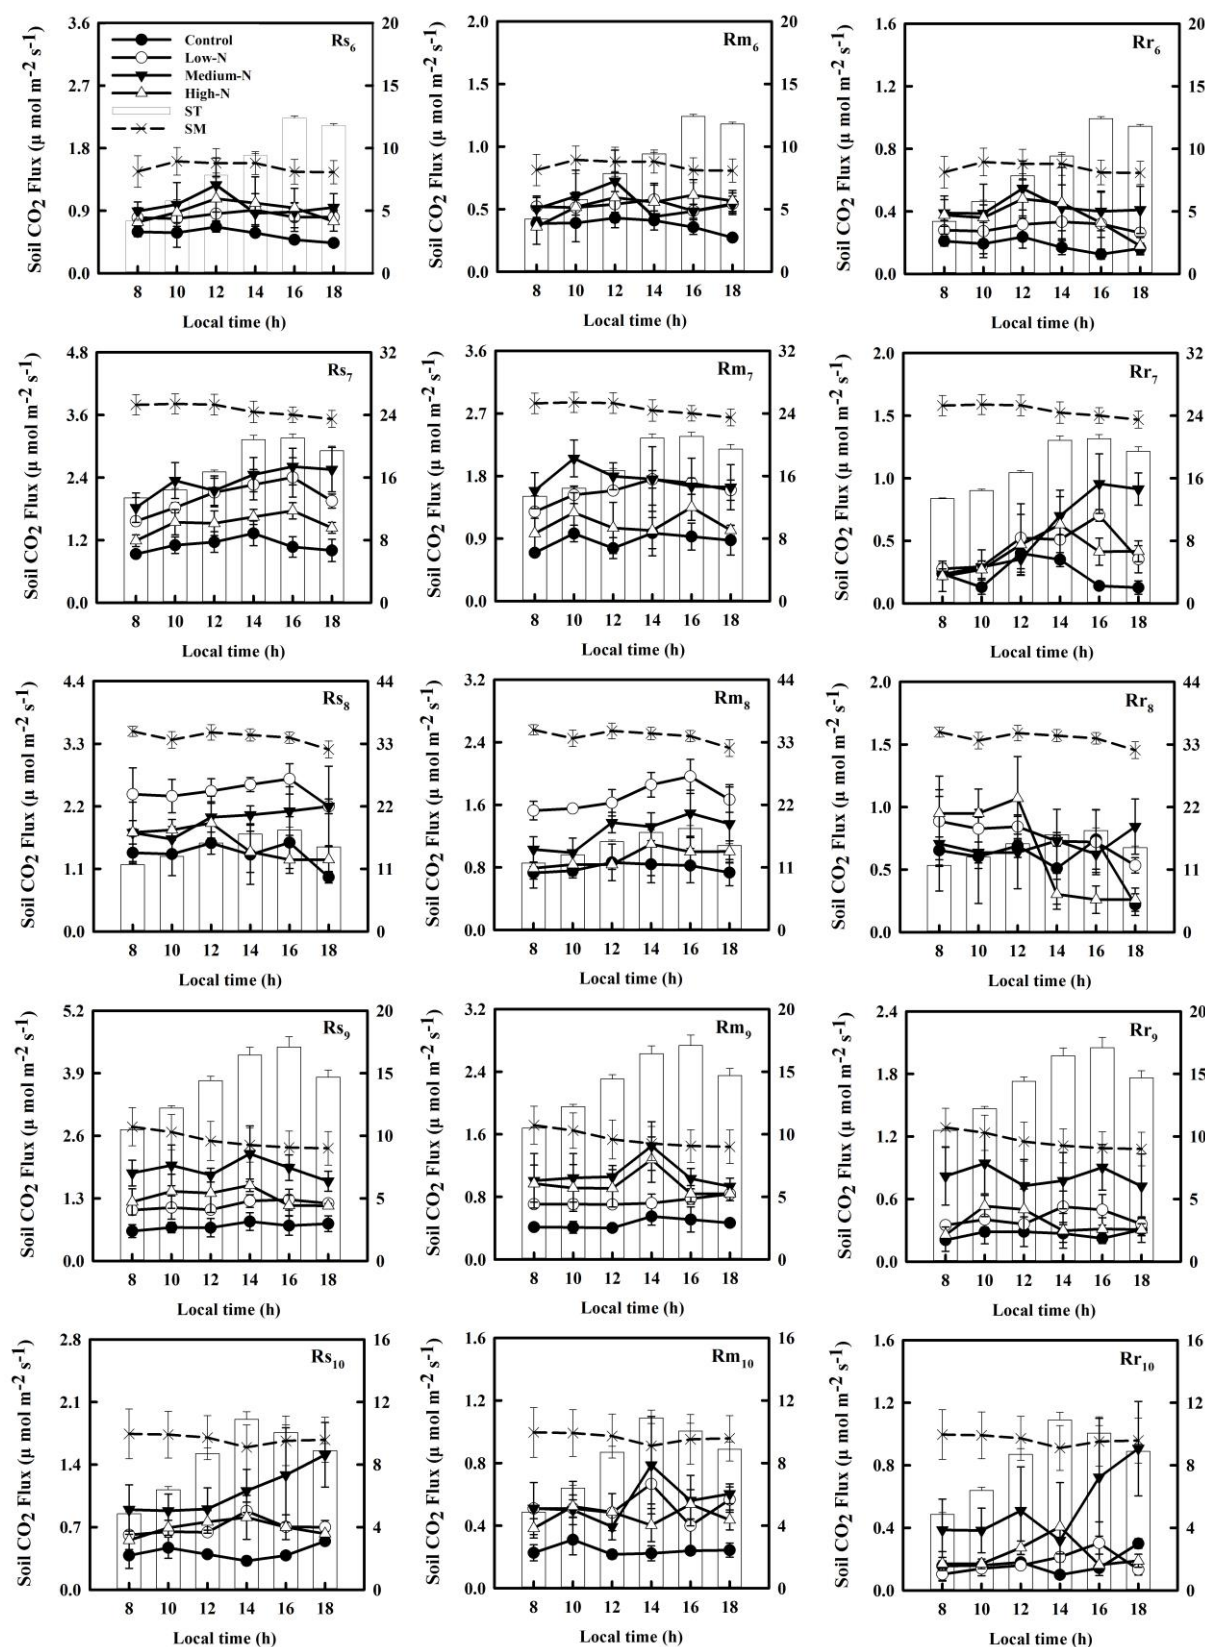 Soil CO2 Flux (μ mol m-2 s-1)
3.6
2.7
1.8
0.9
0.0
Rs6
Control
Low-N
Medium-N
High-N
ST
SM
20
15
10
5
0
8 10 12 14 16 18
Local time (h)
Soil CO2 Flux (μ mol m-2 s-1)
2.0
1.5
1.0
0.5
0.0
Rm6
20
15
10
5
0
8 10 12 14 16 18
Local time (h)
Soil CO2 Flux (μ mol m-2 s-1)
1.6
1.2
0.8
0.4
0.0
Rr6
20
15
10
5
0
8 10 12 14 16 18
Local time (h)
Soil CO2 Flux (μ mol m-2 s-1)
4.8
3.6
2.4
1.2
0.0
Rs7
32
24
16
8
0
8 10 12 14 16 18
Local time (h)
Soil CO2 Flux (μ mol m-2 s-1)
3.6
2.7
1.8
0.9
0.0
Rm7
32
24
16
8
0
8 10 12 14 16 18
Local time (h)
Soil CO2 Flux (μ mol m-2 s-1)
2.0
1.5
1.0
0.5
0.0
Rr7
32
24
16
8
0
8 10 12 14 16 18
Local time (h)
Soil CO2 Flux (μ mol m-2 s-1)
4.4
3.3
2.2
1.1
0.0
Rs8
44
33
22
11
0
8 10 12 14 16 18
Local time (h)
Soil CO2 Flux (μ mol m-2 s-1)
3.2
2.4
1.6
0.8
0.0
Rm8
44
33
22
11
0
8 10 12 14 16 18
Local time (h)
Soil CO2 Flux (μ mol m-2 s-1)
2.0
1.5
1.0
0.5
0.0
Rr8
44
33
22
11
0
8 10 12 14 16 18
Local time (h)
Soil CO2 Flux (μ mol m-2 s-1)
5.2
3.9
2.6
1.3
0.0
Rs9
20
15
10
5
0
8 10 12 14 16 18
Local time (h)
Soil CO2 Flux (μ mol m-2 s-1)
3.2
2.4
1.6
0.8
0.0
Rm9
20
15
10
5
0
8 10 12 14 16 18
Local time (h)
Soil CO2 Flux (μ mol m-2 s-1)
2.4
1.8
1.2
0.6
0.0
Rr9
20
15
10
5
0
8 10 12 14 16 18
Local time (h)
Soil CO2 Flux (μ mol m-2 s-1)
2.8
2.1
1.4
0.7
0.0
Rs10
16
12
8
4
0
8 10 12 14 16 18
Local time (h)
Soil CO2 Flux (μ mol m-2 s-1)
1.6
1.2
0.8
0.4
0.0
Rm10
16
12
8
4
0
8 10 12 14 16 18
Local time (h)
Soil CO2 Flux (μ mol m-2 s-1)
1.6
1.2
0.8
0.4
0.0
Rr10
16
12
8
4
0
8 10 12 14 16 18
Local time (h)